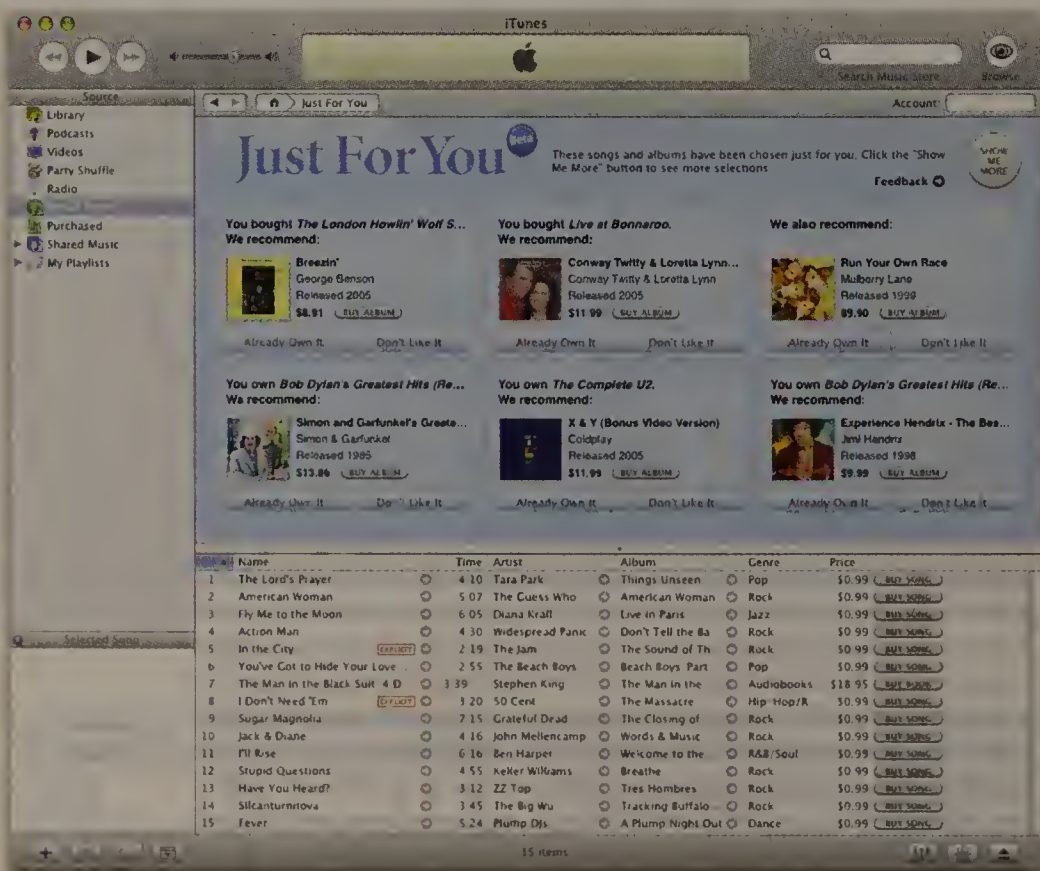 iTunes
Search Music Store
Browse
Source
Library
Podcasts
Videos
Party Shuffle
Radio
Purchased
Shared Music
My Playlists
Just For You
Account:
Just For You Beta
These songs and albums have been chosen just for you. Click the "Show
Me More" button to see more selections
Feedback
SHOW
ME
MORE
You bought The London Howlin' Wolf S...
We recommend:
Breezin'
George Benson
Released 2005
$8.91 BUY ALBUM
Already Own It Don't Like It
You bought Live at Bonnaroo.
We recommend:
Conway Twitty & Loretta Lynn...
Conway Twitty & Loretta Lynn
Released 2005
$11.99 BUY ALBUM
Already Own It Don't Like It
We also recommend:
Run Your Own Race
Mulberry Lane
Released 1999
$9.90 BUY ALBUM
Already Own It Don't Like It
You own Bob Dylan's Greatest Hits (Re...
We recommend:
Simon and Garfunkel's Greate...
Simon & Garfunkel
Released 1985
$13.86 BUY ALBUM
Already Own It Don't Like It
You own The Complete U2.
We recommend:
X & Y (Bonus Video Version)
Coldplay
Released 2005
$11.99 BUY ALBUM
Already Own It Don't Like It
You own Bob Dylan's Greatest Hits (Re...
We recommend:
Experience Hendrix - The Bes...
Jimi Hendrix
Released 1998
$9.99 BUY ALBUM
Already Own It Don't Like It
Name Time Artist Album Genre Price
1 The Lord's Prayer 4 10 Tara Park Things Unseen Pop $0.99 BUY SONG
2 American Woman 5 07 The Guess Who American Woman Rock $0.99 BUY SONG
3 Fly Me to the Moon 6 05 Diana Krall Live in Paris Jazz $0.99 BUY SONG
4 Action Man 4 30 Widespread Panic Don't Tell the Ba Rock $0.99 BUY SONG
5 In the City EXPLICIT 2 19 The Jam The Sound of Th Rock $0.99 BUY SONG
6 You've Got to Hide Your Love ... 2 55 The Beach Boys Beach Boys Part Pop $0.99 BUY SONG
7 The Man in the Black Suit 4 D 3 39 Stephen King The Man in the Audiobooks $18 95 BUY BOOK
8 I Don't Need 'Em EXPLICIT 3 20 50 Cent The Massacre Hip Hop/R $0.99 BUY SONG
9 Sugar Magnolia 7 15 Grateful Dead The Closing of Rock $0.99 BUY SONG
10 Jack & Diane 4 16 John Mellencamp Words & Music Rock $0.99 BUY SONG
11 I'll Rise 6 16 Ben Harper Welcome to the R&B/Soul $0.99 BUY SONG
12 Stupid Questions 4 55 Keller Williams Breathe Rock $0 99 BUY SONG
13 Have You Heard? 3 12 ZZ Top Tres Hombres Rock $0.99 BUY SONG
14 Silcanturnitova 3 45 The Big Wu Tracking Buffalo Rock $0.99 BUY SONG
15 Fever 5 24 Plump DJs A Plump Night Out Dance $0.99 BUY SONG
Selected Song
15 items